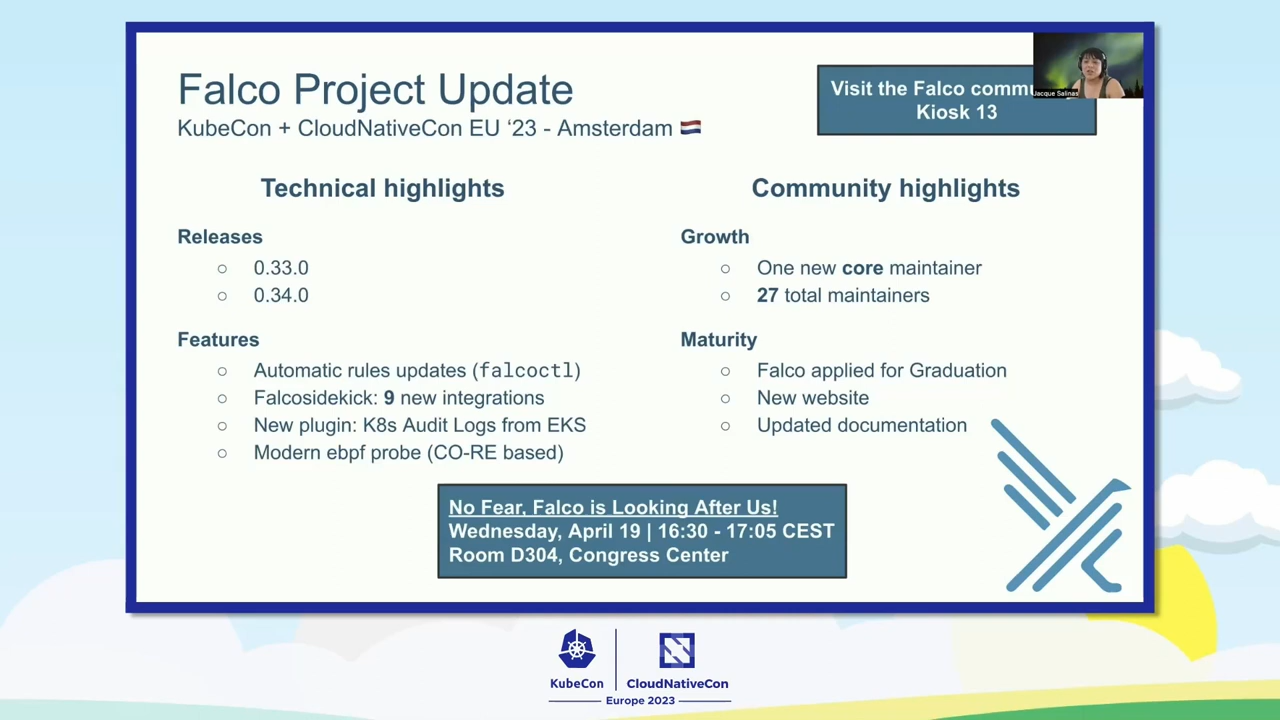 Falco Project Update
KubeCon + CloudNativeCon EU ‘23 - Amsterdam
Visit the Falco
Kiosk 13
Jacque Salinas
Technical highlights
Releases
0.33.0
0.34.0
Features
Automatic rules updates (falcoctl)
Falcosidekick: 9 new integrations
New plugin: K8s Audit Logs from EKS
Modern ebpf probe (CO-RE based)
Community highlights
Growth
One new core maintainer
27 total maintainers
Maturity
Falco applied for Graduation
New website
Updated documentation
No Fear, Falco is Looking After Us!
Wednesday, April 19 | 16:30 - 17:05 CEST
Room D304, Congress Center
KubeCon
CloudNativeCon
Europe 2023